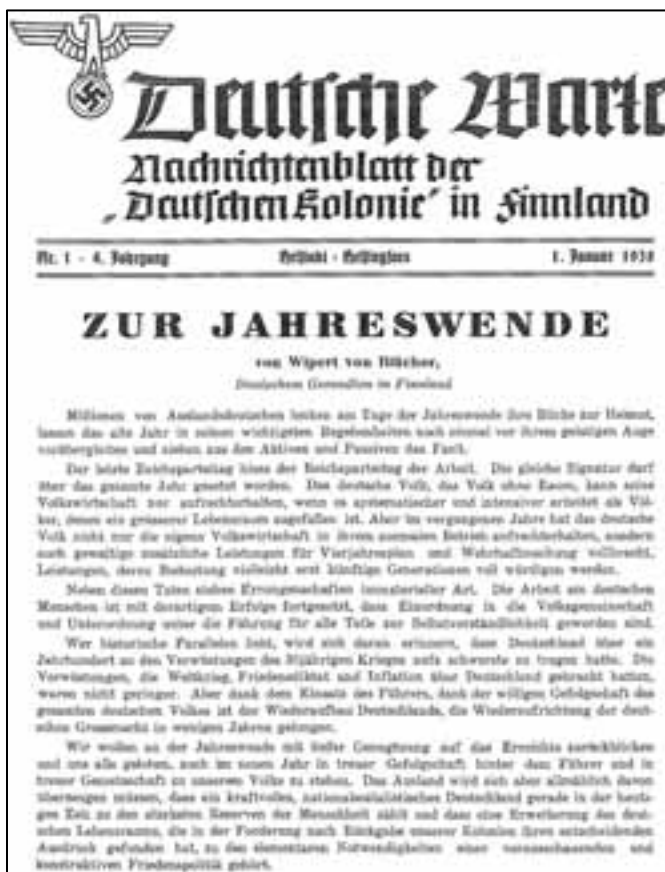 Deutsche Warte
Nachrichtenblatt der
„Deutschen Kolonie“ in Finnland
Nr. 1 - 4. Jahrgang Helsinki - Helsingfors 1. Januar 1938
ZUR JAHRESWENDE
von Wipert von Blücher,
Deutschem Gesandten in Finnland
Millionen von Auslandsdeutschen lenken am Tage der Jahreswende ihre Blicke zur Heimat,
lassen das alte Jahr in seinen wichtigsten Begebenheiten noch einmal vor ihrem geistigen Auge
vorübergleiten und ziehen aus den Aktiven und Passiven das Fazit.
Der letzte Reichsparteitag hiess der Reichsparteitag der Arbeit. Die gleiche Signatur darf
über das gesamte Jahr gesetzt werden. Das deutsche Volk, das Volk ohne Raum, kann seine
Volkswirtschaft nur aufrechterhalten, wenn es systematischer und intensiver arbeitet als Völ-
ker, denen ein grösserer Lebensraum zugefallen ist. Aber im vergangenen Jahre hat das deutsche
Volk nicht nur die eigene Volkswirtschaft in ihrem normalen Betrieb aufrechterhalten, sondern
auch gewaltige zusätzliche Leistungen für Vierjahresplan und Wehrhaftmachung vollbracht,
Leistungen, deren Bedeutung vielleicht erst künftige Generationen voll würdigen werden.
Neben diesen Taten stehen Errungenschaften immaterieller Art. Die Arbeit am deutschen
Menschen ist mit derartigem Erfolge fortgesetzt, dass Einordnung in die Volksgemeinschaft
und Unterordnung unter die Führung für alle Teile zur Selbstverständlichkeit geworden sind.
Wer historische Parallelen liebt, wird sich daran erinnern, dass Deutschland über ein
Jahrhundert an den Verwüstungen des 30jährigen Krieges aufs schwerste zu tragen hatte. Die
Verwüstungen, die Weltkrieg, Friedensdiktat und Inflation über Deutschland gebracht hatten,
waren nicht geringer. Aber dank dem Einsatz des Führers, dank der willigen Gefolgschaft des
gesamten deutschen Volkes ist der Wiederaufbau Deutschlands, die Wiederaufrichtung der deut-
schen Grossmacht in wenigen Jahren gelungen.
Wir wollen an der Jahreswende mit tiefer Genugtuung auf das Erreichte zurückblicken
und uns alle geloben, auch im neuen Jahr in treuer Gefolgschaft hinter dem Führer und in
treuer Gemeinschaft zu unserem Volke zu stehen. Das Ausland wird sich aber allmählich davon
überzeugen müssen, dass ein kraftvolles, nationalsozialistisches Deutschland gerade in der heuti-
gen Zeit zu den stärksten Reserven der Menschheit zählt und dass eine Erweiterung des deut-
schen Lebensraums, die in der Forderung nach Rückgabe unserer Kolonien ihren entscheidenden
Ausdruck gefunden hat, zu den elementaren Notwendigkeiten einer vorausschauenden und
konstruktiven Friedenspolitik gehört.